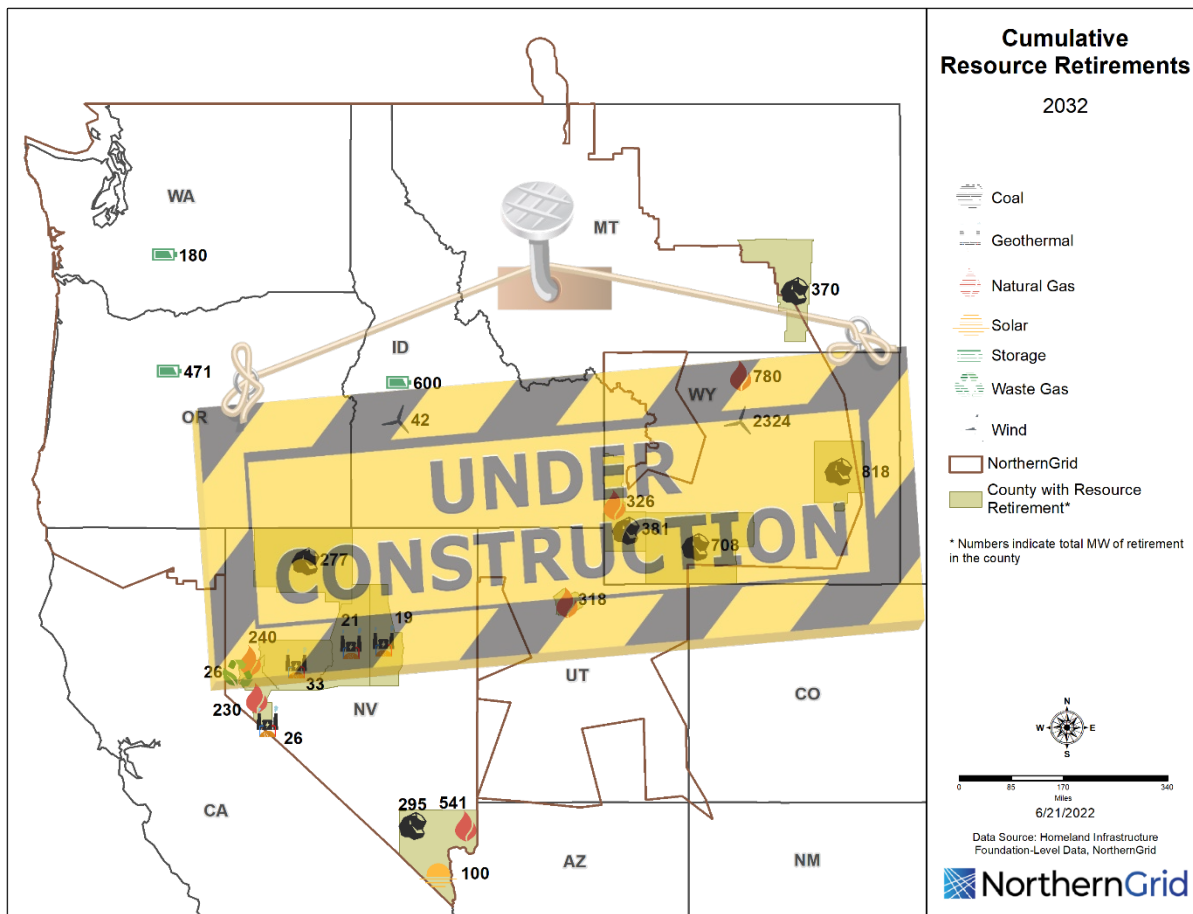 Cumulative
Resource Retirements
2032
Coal
Geothermal
Natural Gas
Solar
Storage
Waste Gas
Wind
NorthernGrid
County with Resource
Retirement*
* Numbers indicate total MW of retirement
in the county
WA
180
MT
370
471
ID
600
OR
42
WY
780
2324
818
UNDER
CONSTRUCTION
326
381
708
277
318
21
19
240
26
33
230
26
NV
UT
CO
CA
295
541
100
AZ
NM
N
W
E
S
0
85
170
340
Miles
6/21/2022
Data Source: Homeland Infrastructure
Foundation-Level Data, NorthernGrid
NorthernGrid